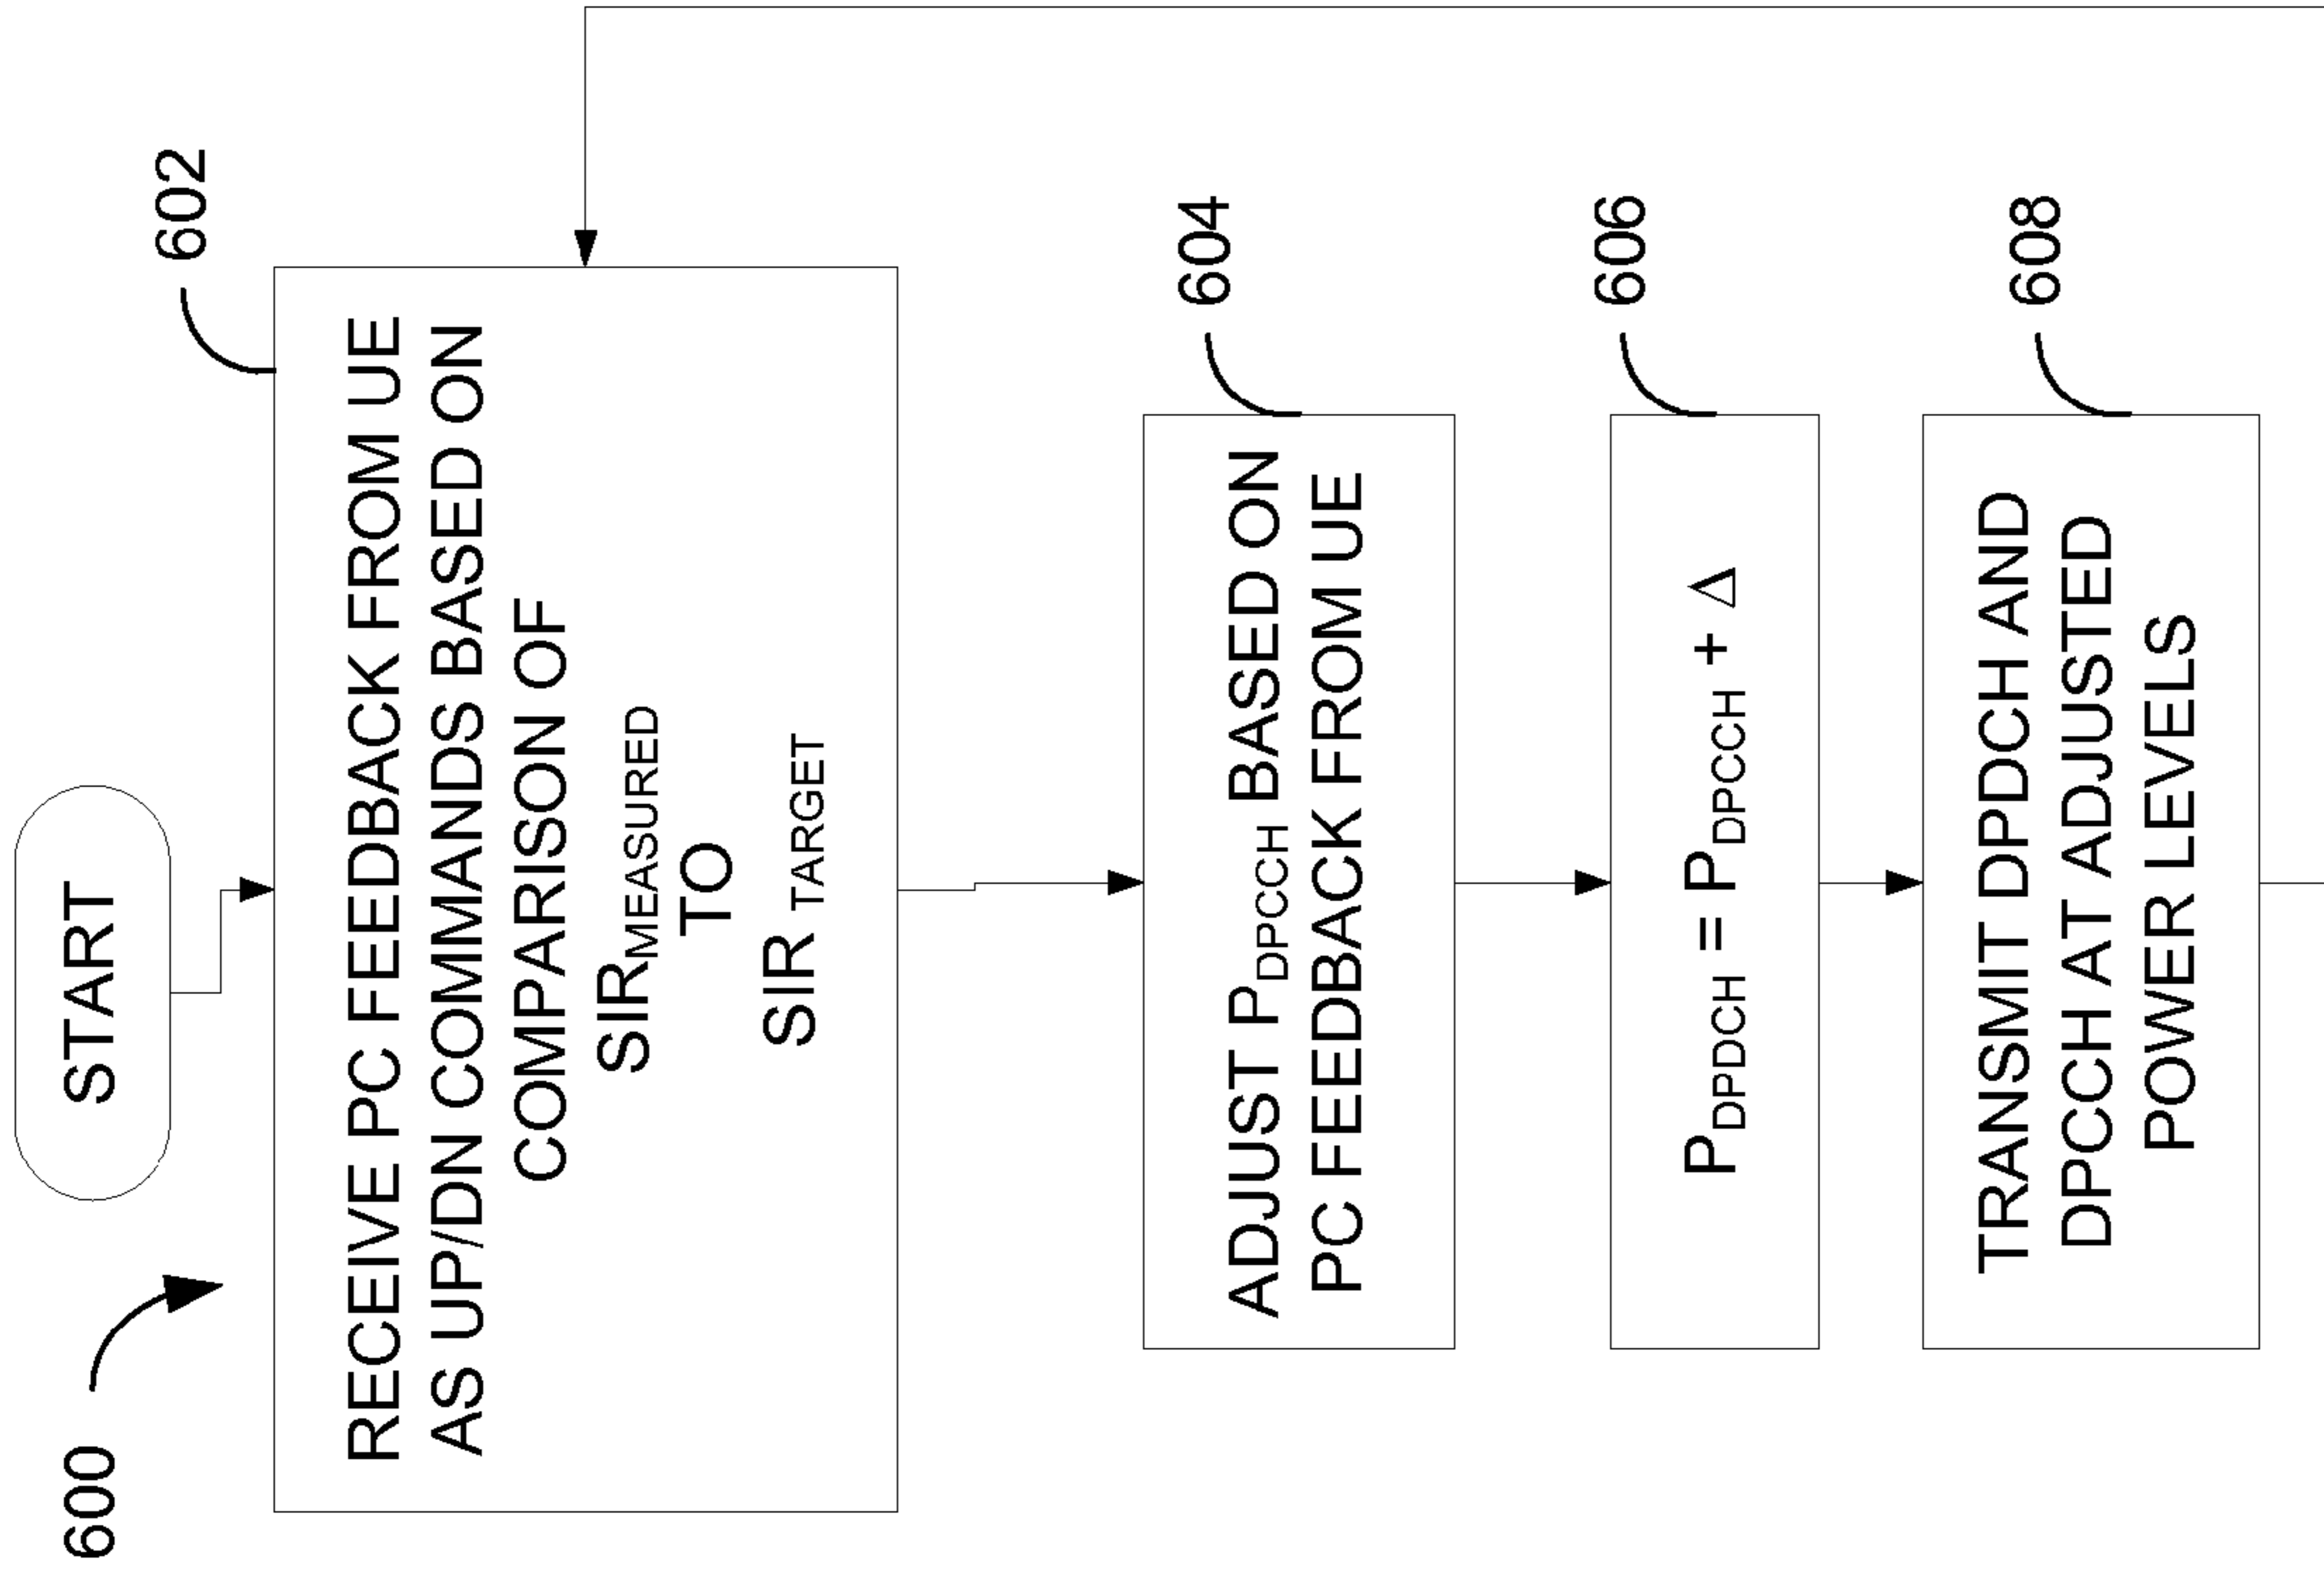 600
START
602
RECEIVE PC FEEDBACK FROM UE
AS UP/DN COMMANDS BASED ON
COMPARISON OF
SIRMEASURED
TO
SIR TARGET
604
ADJUST PDPCCH BASED ON
PC FEEDBACK FROM UE
606
PDPDCH = PDPCCH + Δ
608
TRANSMIT DPDCH AND
DPCCH AT ADJUSTED
POWER LEVELS